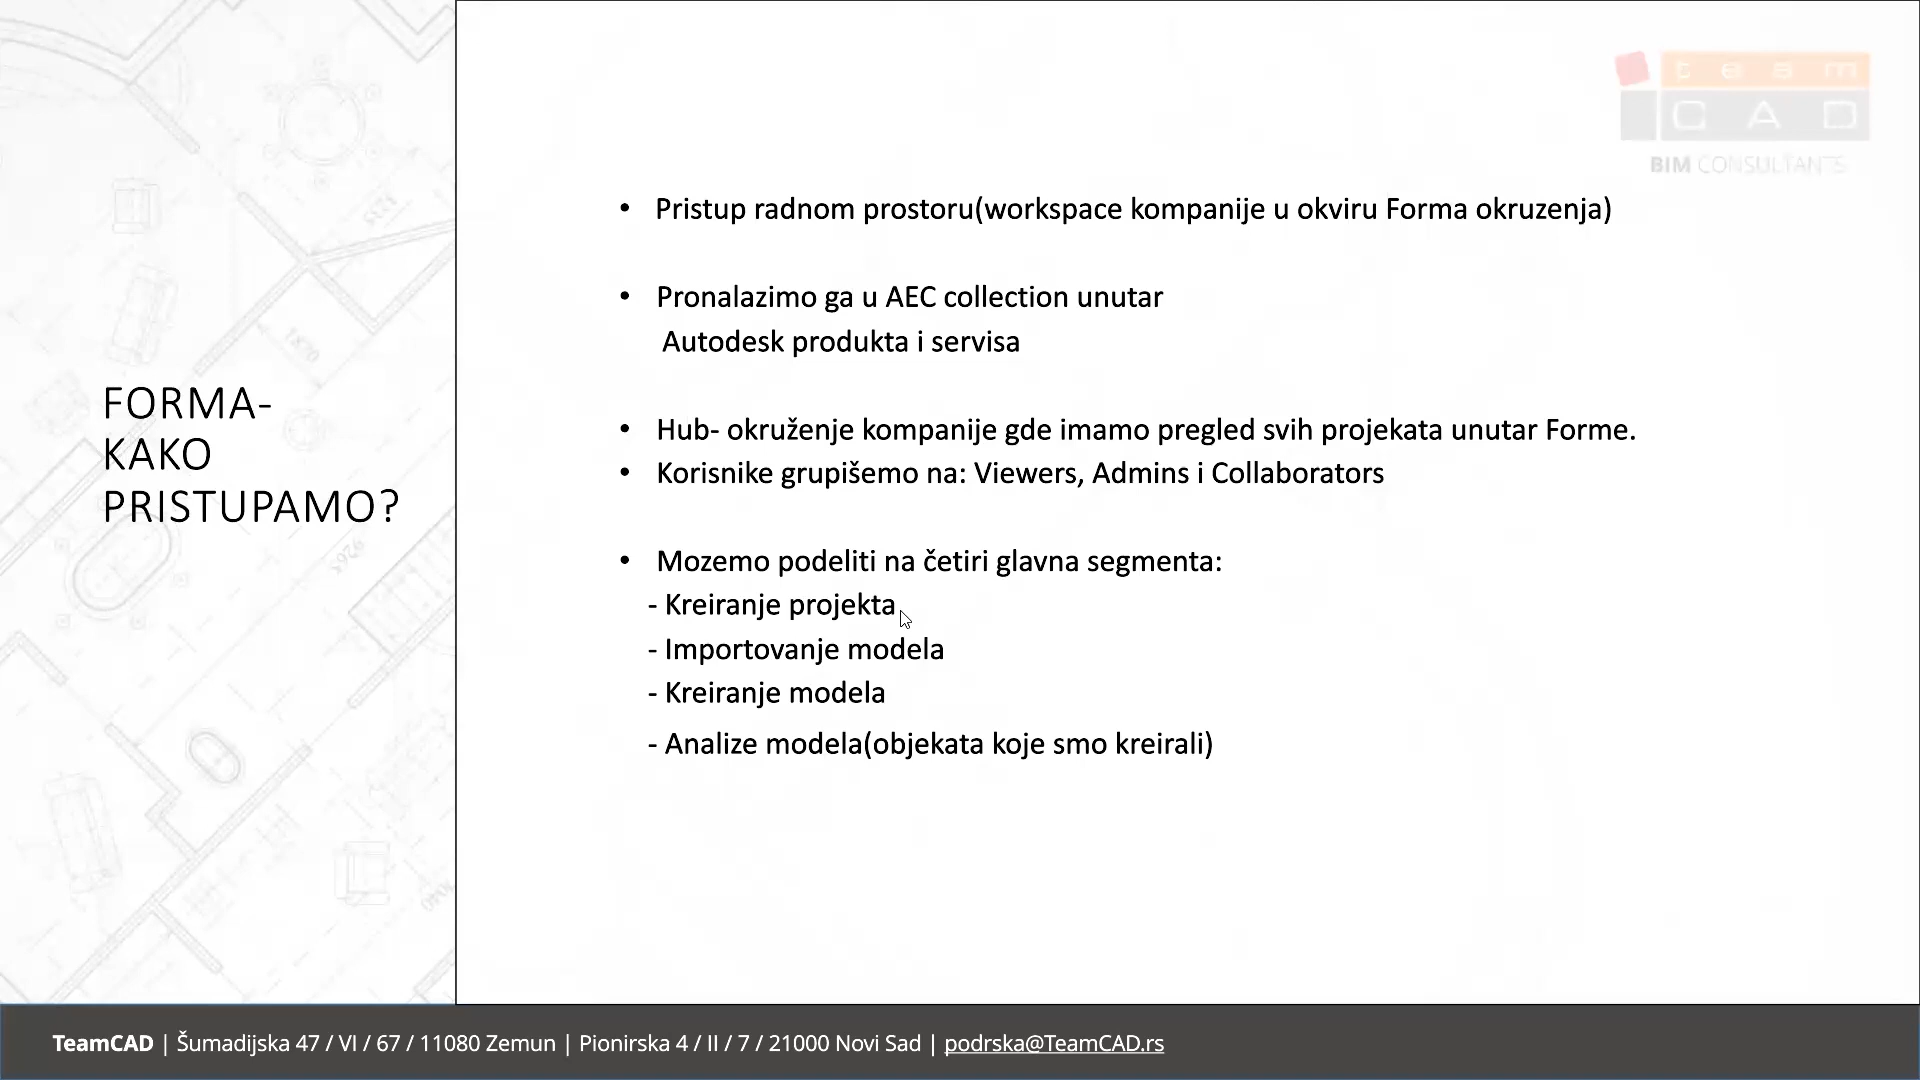 team
CAD
BIM CONSULTANTS
FORMA-
KAKO
PRISTUPAMO?
• Pristup radnom prostoru(workspace kompanije u okviru Forma okruzenja)
• Pronalazimo ga u AEC collection unutar
Autodesk produkta i servisa
• Hub- okruženje kompanije gde imamo pregled svih projekata unutar Forme.
• Korisnike grupišemo na: Viewers, Admins i Collaborators
• Mozemo podeliti na četiri glavna segmenta:
- Kreiranje projekta
- Importovanje modela
- Kreiranje modela
- Analize modela(objekata koje smo kreirali)
TeamCAD | Šumadijska 47 / VI / 67 / 11080 Zemun | Pionirska 4 / II / 7 / 21000 Novi Sad | podrska@TeamCAD.rs